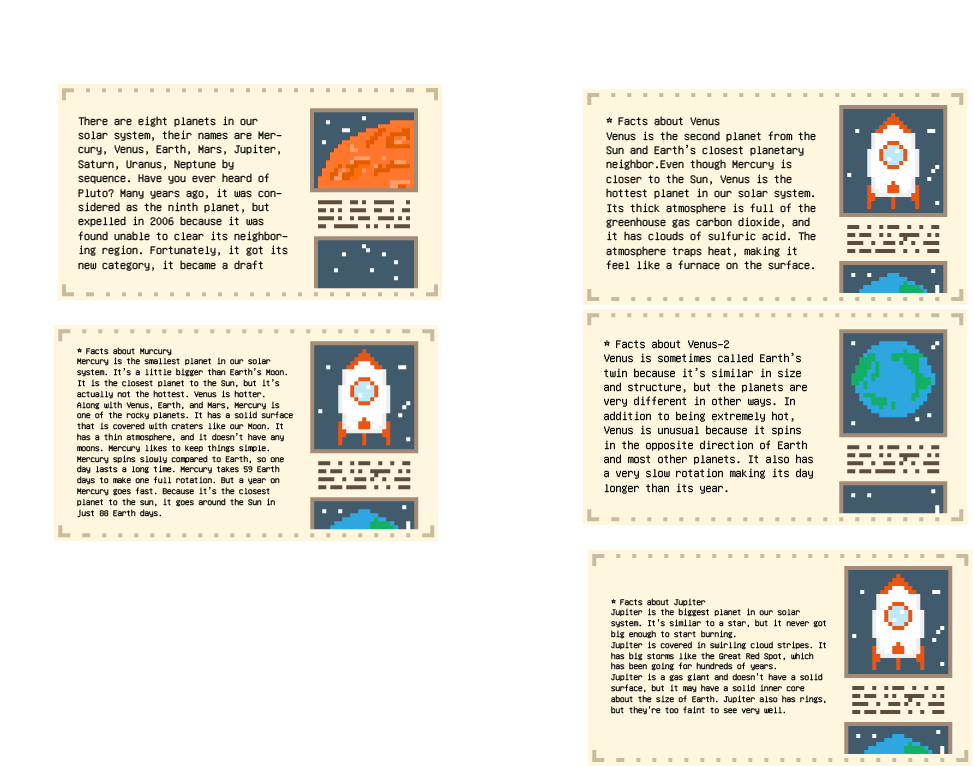 There are eight planets in our
solar system, their names are Mer-
cury, Venus, Earth, Mars, Jupiter,
Saturn, Uranus, Neptune by
sequence. Have you ever heard of
Pluto? Many years ago, it was con-
sidered as the ninth planet, but
expelled in 2006 because it was
found unable to clear its neighbor-
ing region. Fortunately, it got its
new category, it became a draft
* Facts about Murcury
Mercury is the smallest planet in our solar
system. It's a little bigger than Earth's Moon.
It is the closest planet to the Sun, but it's
actually not the hottest. Venus is hotter.
Along with Venus, Earth, and Mars, Mercury is
one of the rocky planets. It has a solid surface
that is covered with craters like our Moon. It
has a thin atmosphere, and it doesn't have any
moons. Mercury likes to keep things simple.
Mercury spins slowly compared to Earth, so one
day lasts a long time. Mercury takes 59 Earth
days to make one full rotation. But a year on
Mercury goes fast. Because it's the closest
planet to the sun, it goes around the Sun in
just 88 Earth days.
* Facts about Venus
Venus is the second planet from the
Sun and Earth's closest planetary
neighbor.Even though Mercury is
closer to the Sun, Venus is the
hottest planet in our solar system.
Its thick atmosphere is full of the
greenhouse gas carbon dioxide, and
it has clouds of sulfuric acid. The
atmosphere traps heat, making it
feel like a furnace on the surface.
* Facts about Venus-2
Venus is sometimes called Earth's
twin because it's similar in size
and structure, but the planets are
very different in other ways. In
addition to being extremely hot,
Venus is unusual because it spins
in the opposite direction of Earth
and most other planets. It also has
a very slow rotation making its day
longer than its year.
* Facts about Jupiter
Jupiter is the biggest planet in our solar
system. It's similar to a star, but it never got
big enough to start burning.
Jupiter is covered in swirling cloud stripes. It
has big storms like the Great Red Spot, which
has been going for hundreds of years.
Jupiter is a gas giant and doesn't have a solid
surface, but it may have a solid inner core
about the size of Earth. Jupiter also has rings,
but they're too faint to see very well.